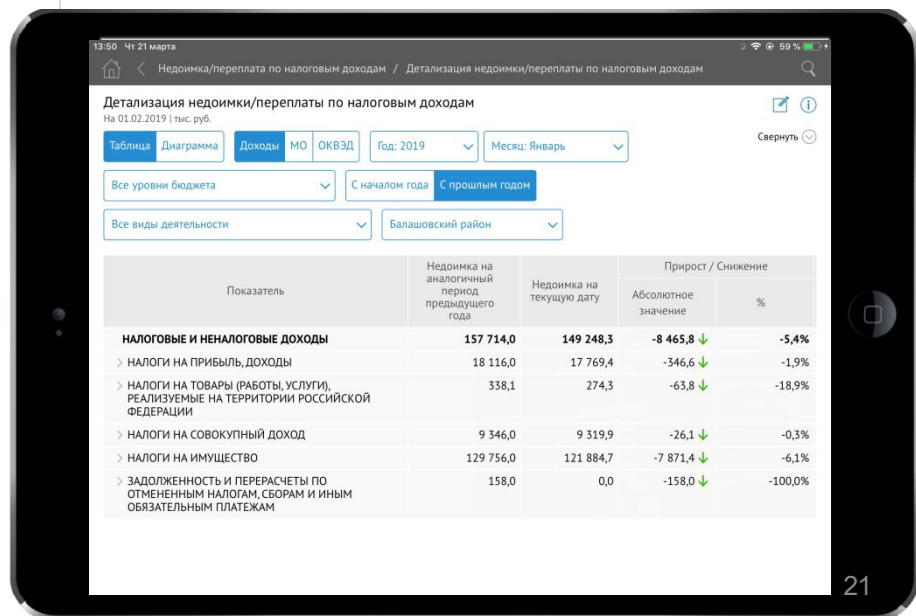 13:50 Чт 21 марта
59 %
Недоимка/переплата по налоговым доходам / Детализация недоимки/переплаты по налоговым доходам
Детализация недоимки/переплаты по налоговым доходам
На 01.02.2019 | тыс. руб.
Свернуть
Таблица Диаграмма Доходы МО ОКВЭД Год: 2019 Месяц: Январь
Все уровни бюджета С началом года С прошлым годом
Все виды деятельности Балашовский район
Показатель
Недоимка на
аналогичный
период
предыдущего
года
Недоимка на
текущую дату
Прирост / Снижение
Абсолютное
значение
%
НАЛОГОВЫЕ И НЕНАЛОГОВЫЕ ДОХОДЫ 157 714,0 149 248,3 -8 465,8 -5,4%
НАЛОГИ НА ПРИБЫЛЬ, ДОХОДЫ 18 116,0 17 769,4 -346,6 -1,9%
НАЛОГИ НА ТОВАРЫ (РАБОТЫ, УСЛУГИ), 338,1 274,3 -63,8 -18,9%
РЕАЛИЗУЕМЫЕ НА ТЕРРИТОРИИ РОССИЙСКОЙ
ФЕДЕРАЦИИ
НАЛОГИ НА СОВОКУПНЫЙ ДОХОД 9 346,0 9 319,9 -26,1 -0,3%
НАЛОГИ НА ИМУЩЕСТВО 129 756,0 121 884,7 -7 871,4 -6,1%
ЗАДОЛЖЕННОСТЬ И ПЕРЕРАСЧЕТЫ ПО 158,0 0,0 -158,0 -100,0%
ОТМЕНЕННЫМ НАЛОГАМ, СБОРАМ И ИНЫМ
ОБЯЗАТЕЛЬНЫМ ПЛАТЕЖАМ
21